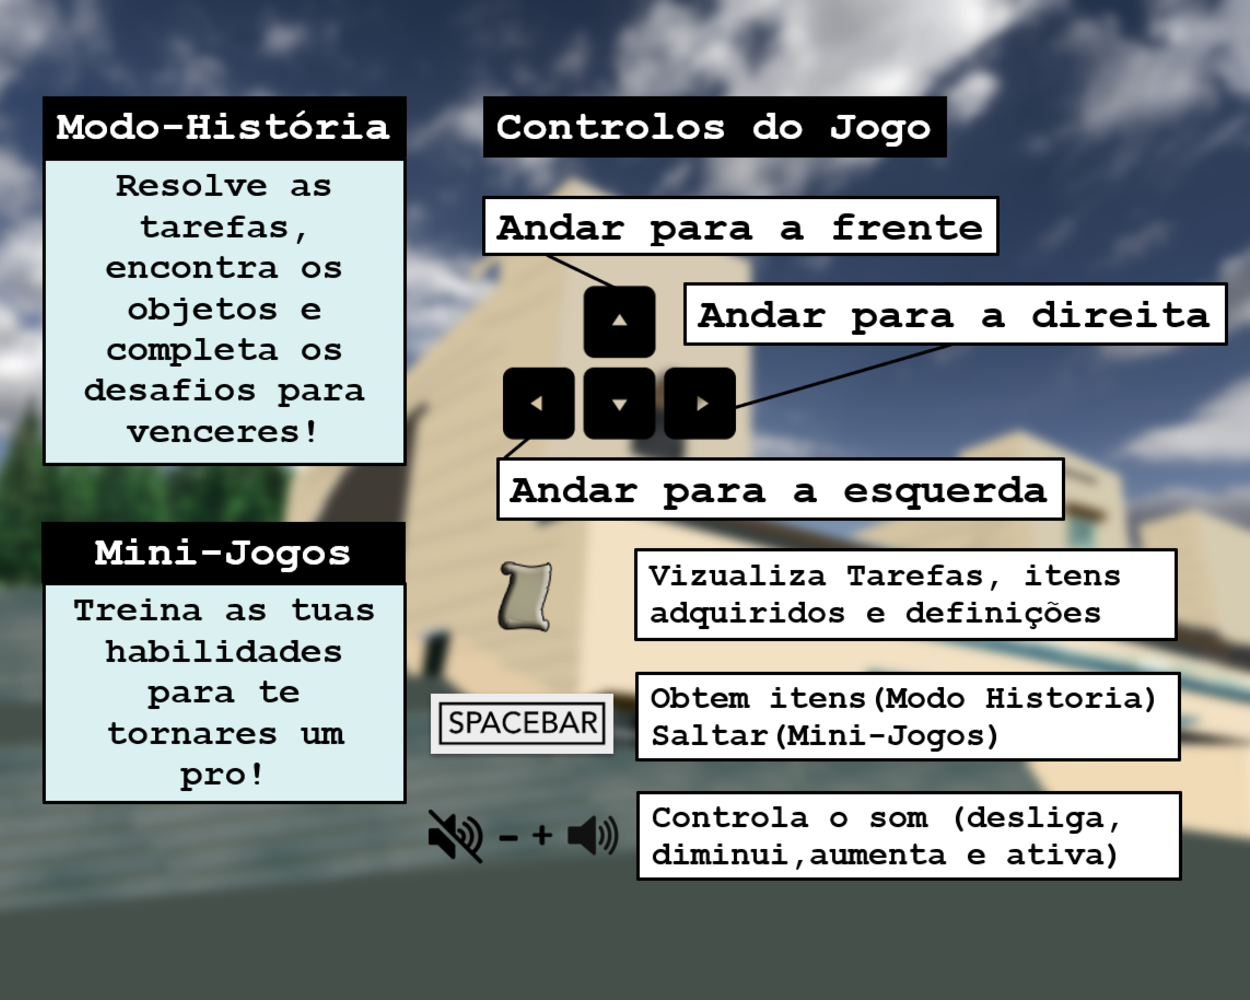 Modo-História
Resolve as
tarefas,
encontra os
objetos e
completa os
desafios para
venceres!
Mini-Jogos
Treina as tuas
habilidades
para te
tornares um
pro!
Controlos do Jogo
Andar para a frente
Andar para a direita
Andar para a esquerda
Vizualiza Tarefas, itens
adquiridos e definições
SPACEBAR
Obtem itens(Modo Historia)
Saltar(Mini-Jogos)
- +
Controla o som (desliga,
diminui,aumenta e ativa)